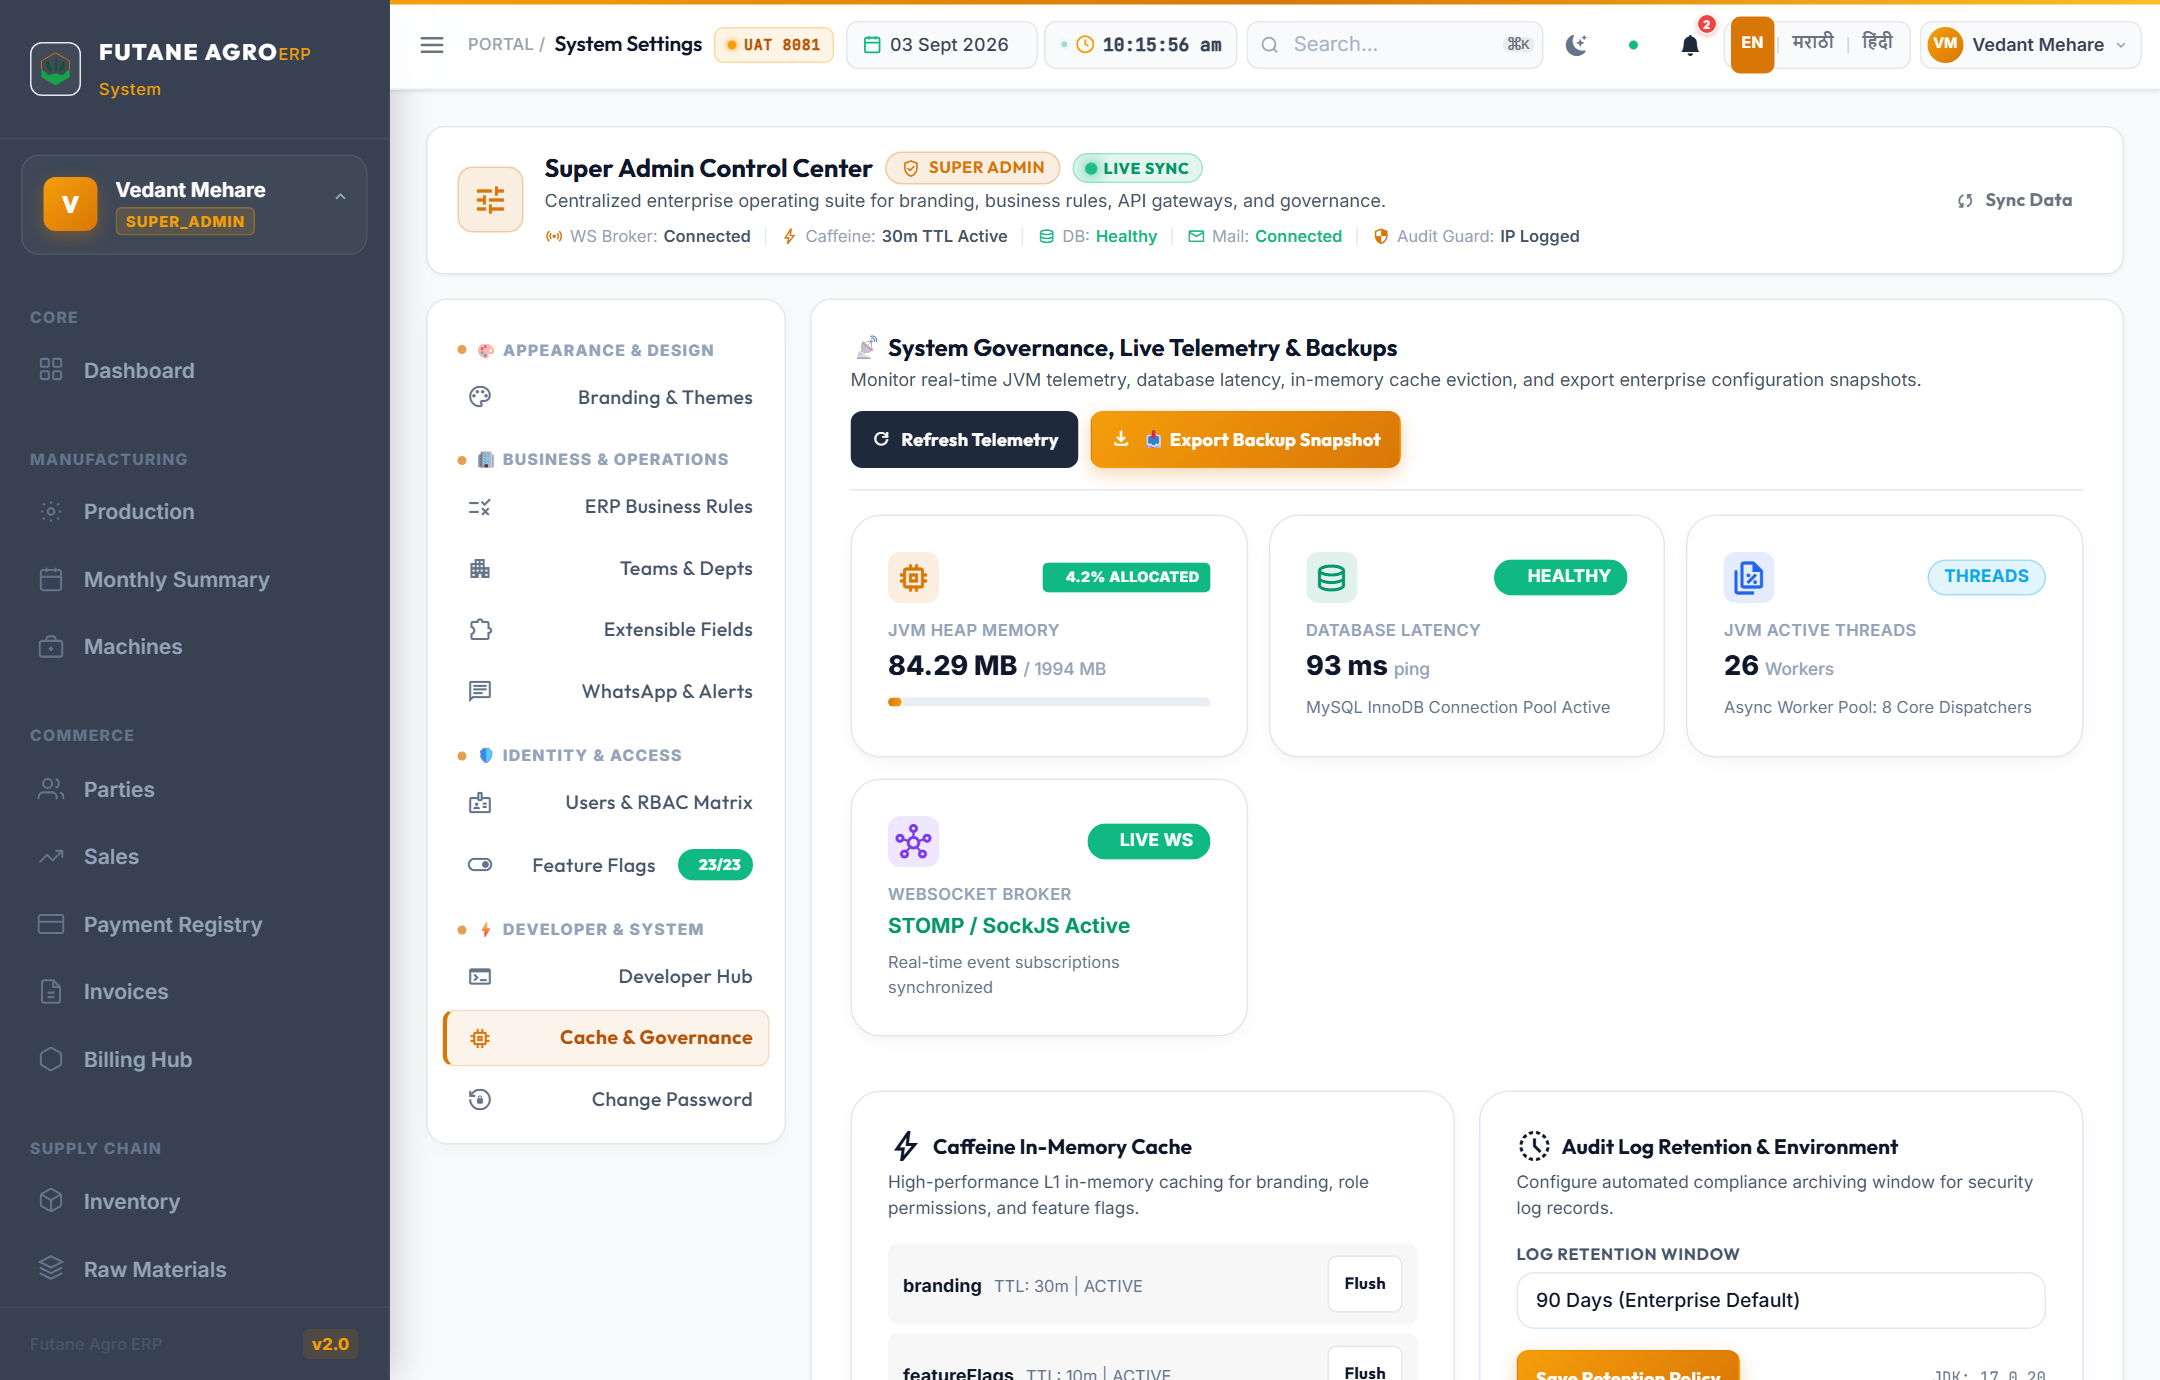 FUTANE AGROERP
System
Vedant Mehare
V
SUPER_ADMIN
CORE
Dashboard
MANUFACTURING
Production
Monthly Summary
Machines
COMMERCE
Parties
Sales
Payment Registry
Invoices
Billing Hub
SUPPLY CHAIN
Inventory
Raw Materials
Futane Agro ERP
v2.0
PORTAL / System Settings
UAT 8081
03 Sept 2026
10:15:56 am
Search...
⌘K
2
EN
मराठी
हिंदी
VM
Vedant Mehare
Super Admin Control Center
SUPER ADMIN
LIVE SYNC
Centralized enterprise operating suite for branding, business rules, API gateways, and governance.
WS Broker: Connected
Caffeine: 30m TTL Active
DB: Healthy
Mail: Connected
Audit Guard: IP Logged
Sync Data
APPEARANCE & DESIGN
Branding & Themes
BUSINESS & OPERATIONS
ERP Business Rules
Teams & Depts
Extensible Fields
WhatsApp & Alerts
IDENTITY & ACCESS
Users & RBAC Matrix
Feature Flags
23/23
DEVELOPER & SYSTEM
Developer Hub
Cache & Governance
Change Password
System Governance, Live Telemetry & Backups
Monitor real-time JVM telemetry, database latency, in-memory cache eviction, and export enterprise configuration snapshots.
Refresh Telemetry
Export Backup Snapshot
4.2% ALLOCATED
JVM HEAP MEMORY
84.29 MB / 1994 MB
HEALTHY
DATABASE LATENCY
93 ms ping
MySQL InnoDB Connection Pool Active
THREADS
JVM ACTIVE THREADS
26 Workers
Async Worker Pool: 8 Core Dispatchers
LIVE WS
WEBSOCKET BROKER
STOMP / SockJS Active
Real-time event subscriptions
synchronized
Caffeine In-Memory Cache
High-performance L1 in-memory caching for branding, role
permissions, and feature flags.
branding TTL: 30m | ACTIVE
Flush
featureFlags TTL: 10m | ACTIVE
Flush
Audit Log Retention & Environment
Configure automated compliance archiving window for security
log records.
LOG RETENTION WINDOW
90 Days (Enterprise Default)
Save Retention Policy
JDK: 17.0.20